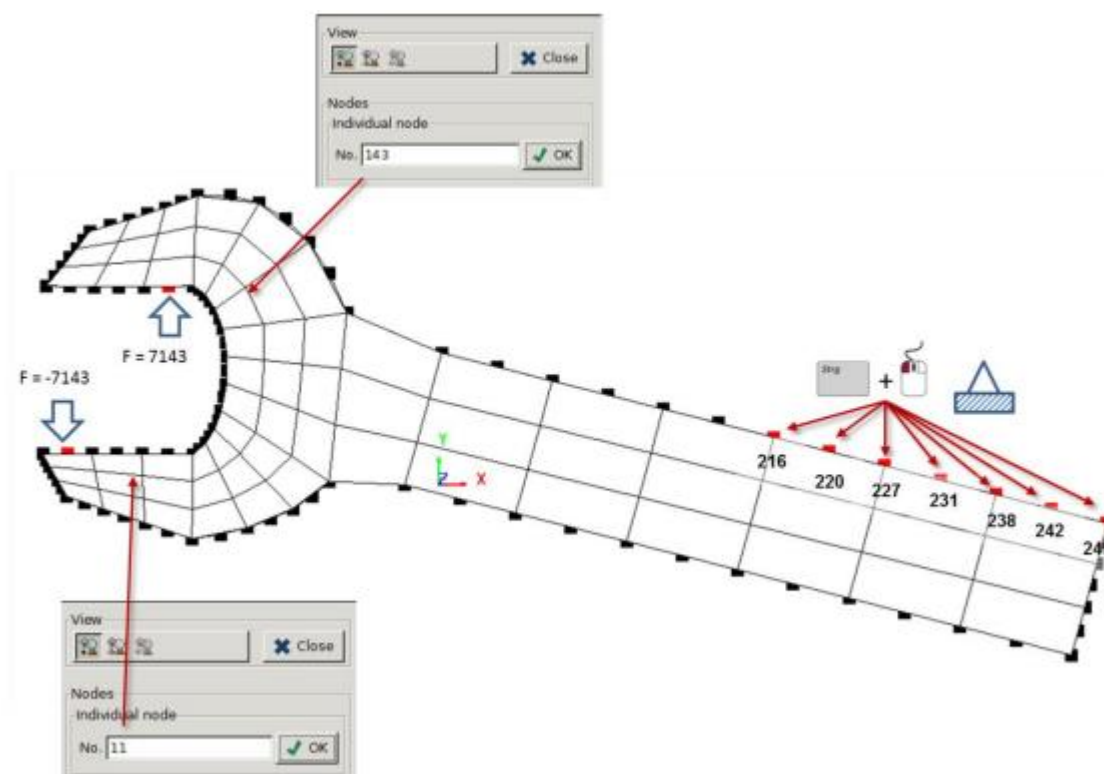 View
Close
Nodes
Individual node
No. 143
OK
F = 7143
F = -7143
Strg
+
Y
Z X
216
220
227
231
238
242
View
Close
Nodes
Individual node
No. 11
OK